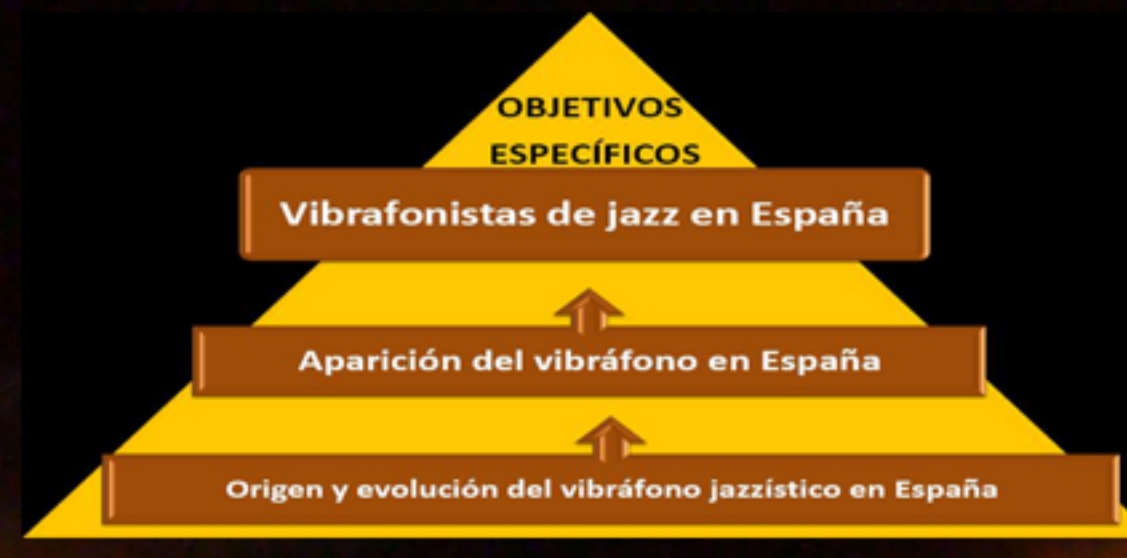 OBJETIVOS
ESPECÍFICOS
Vibrafonistas de jazz en España
Aparición del vibráfono en España
Origen y evolución del vibráfono jazzístico en España